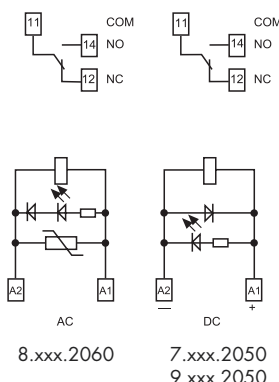 11 COM 11 COM
14 NO 14 NO
12 NC 12 NC
A2 A1 A2 A1
— +
AC DC
8.xxx.2060 7.xxx.2050
9.xxx.2050